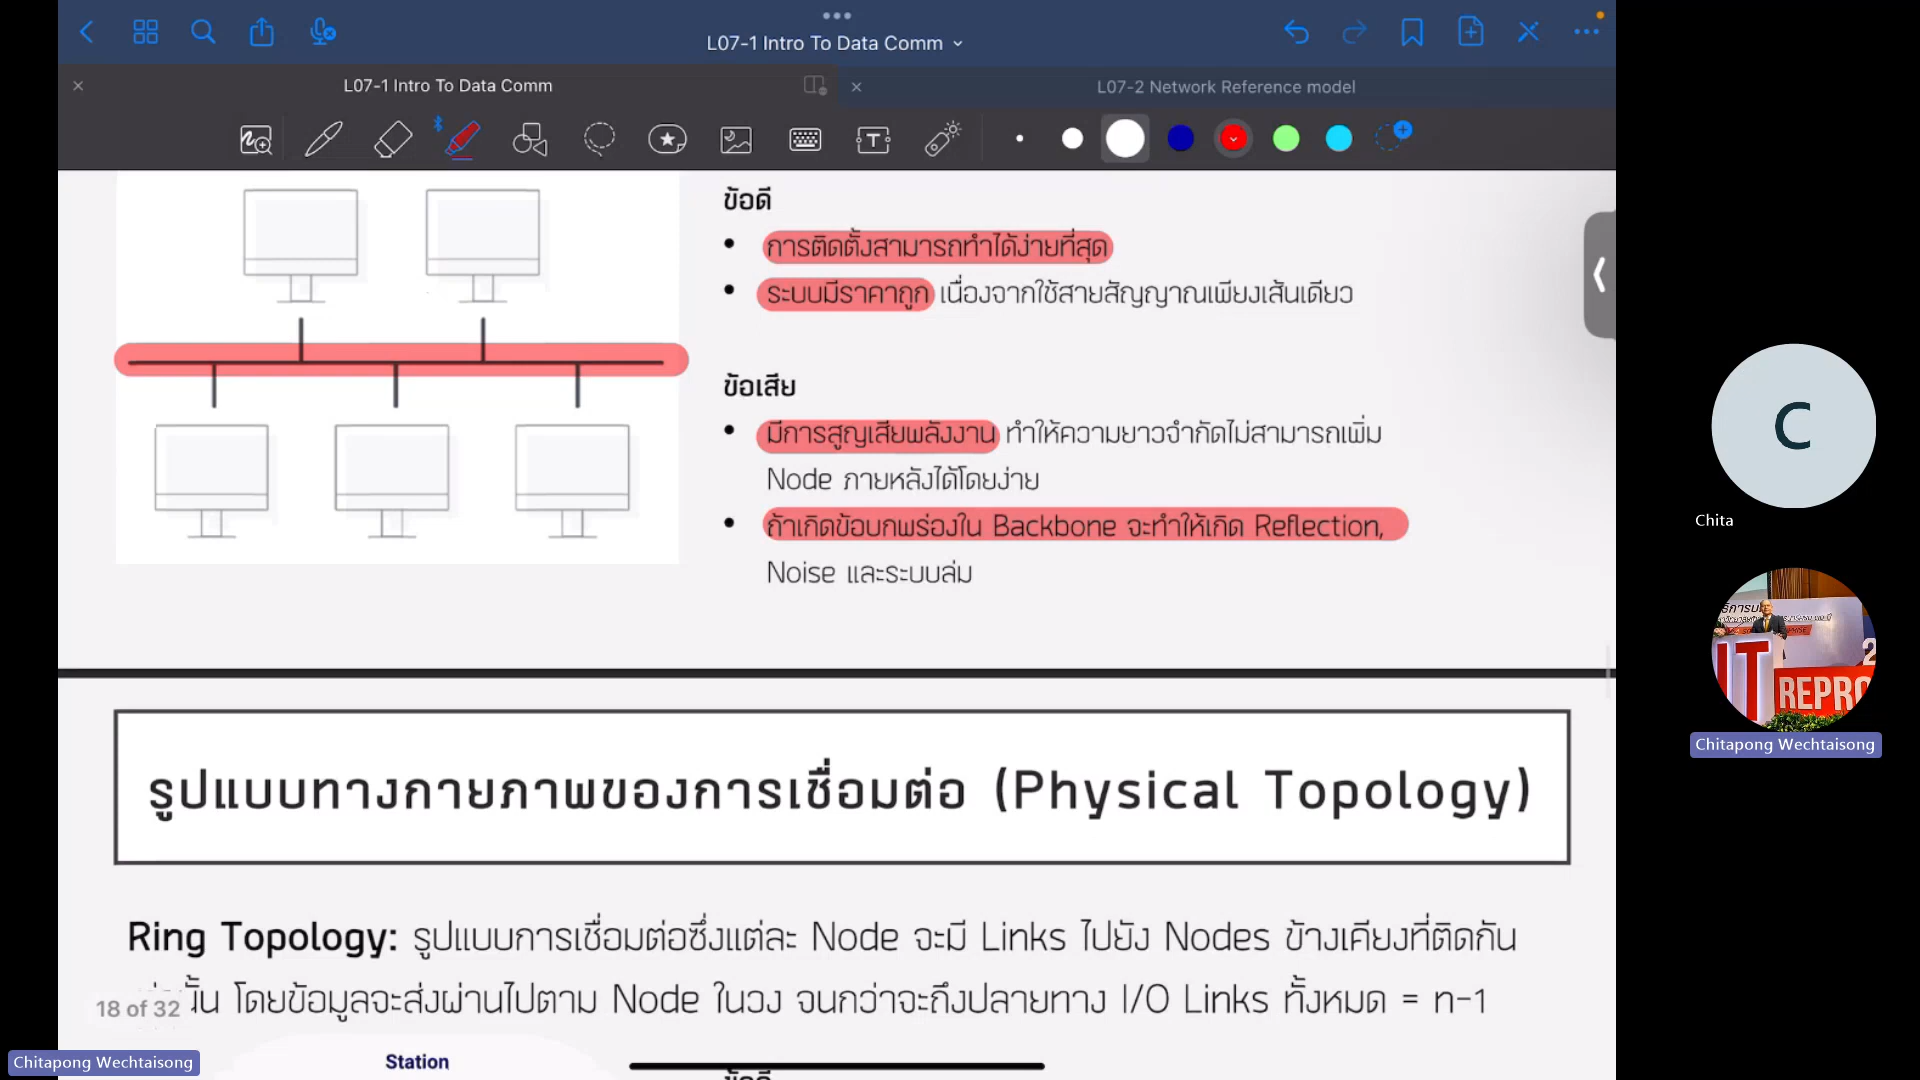 L07-1 Intro To Data Comm
L07-1 Intro To Data Comm
L07-2 Network Reference model
ข้อดี
• การติดตั้งสามารถทำได้ง่ายที่สุด
• ระบบมีราคาถูก เนื่องจากใช้สายสัญญาณเพียงเส้นเดียว
ข้อเสีย
• มีการสูญเสียพลังงาน ทำให้ความยาวจำกัดไม่สามารถเพิ่ม
Node ภายหลังได้โดยง่าย
• ถ้าเกิดข้อบกพร่องใน Backbone จะทำให้เกิด Reflection,
Noise และระบบล่ม
รูปแบบทางกายภาพของการเชื่อมต่อ (Physical Topology)
Ring Topology: รูปแบบการเชื่อมต่อซึ่งแต่ละ Node จะมี Links ไปยัง Nodes ข้างเคียงที่ติดกัน
โดยข้อมูลจะส่งผ่านไปตาม Node ในวง จนกว่าจะถึงปลายทาง I/O Links ทั้งหมด = n-1
18 of 32
Station
C
Chita
IT
REPRO
Chitapong Wechtaisong
Chitapong Wechtaisong